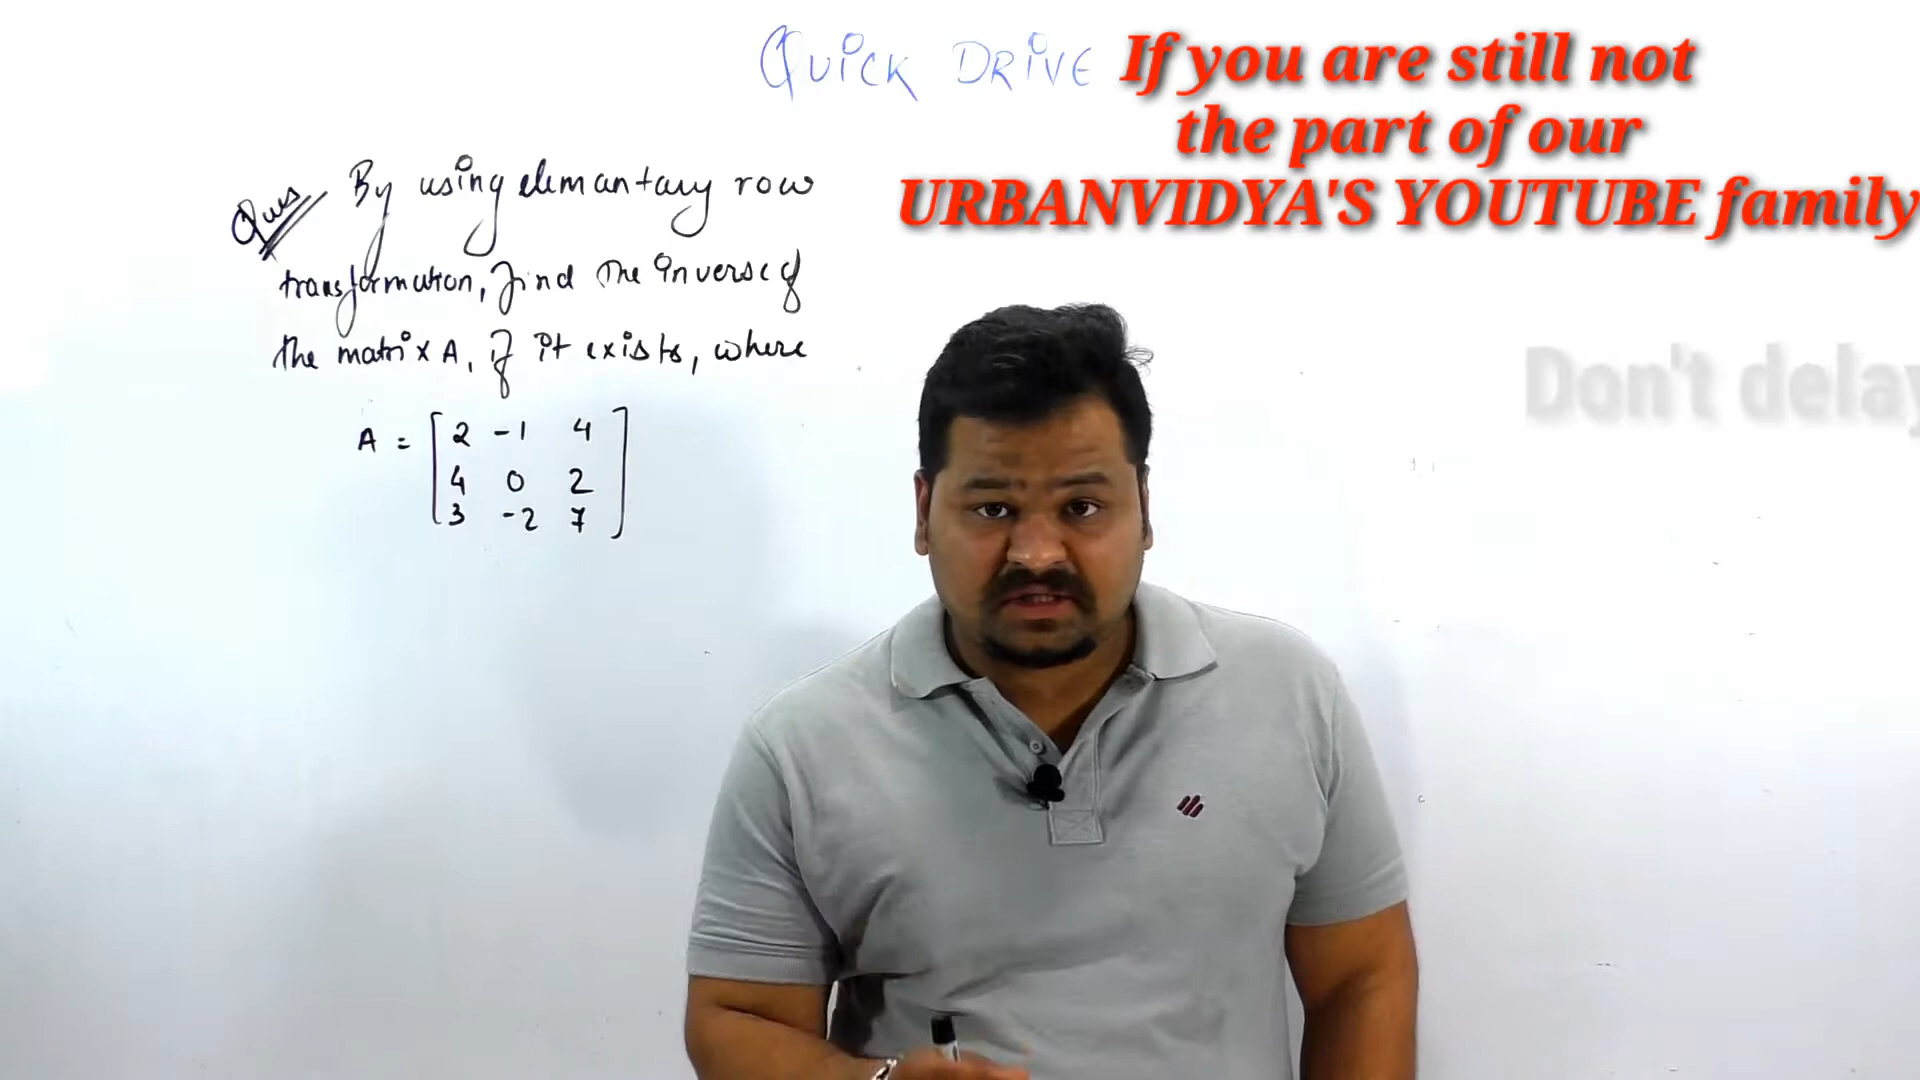 QUICK DRIVE
If you are still not
the part of our
URBANVIDYA'S YOUTUBE family
Don't delay
Ques By using elemantary row
transformation, find the inverse of
the matrix A, if it exists, where
A = [ 2 -1 4
4 0 2
3 -2 7 ]